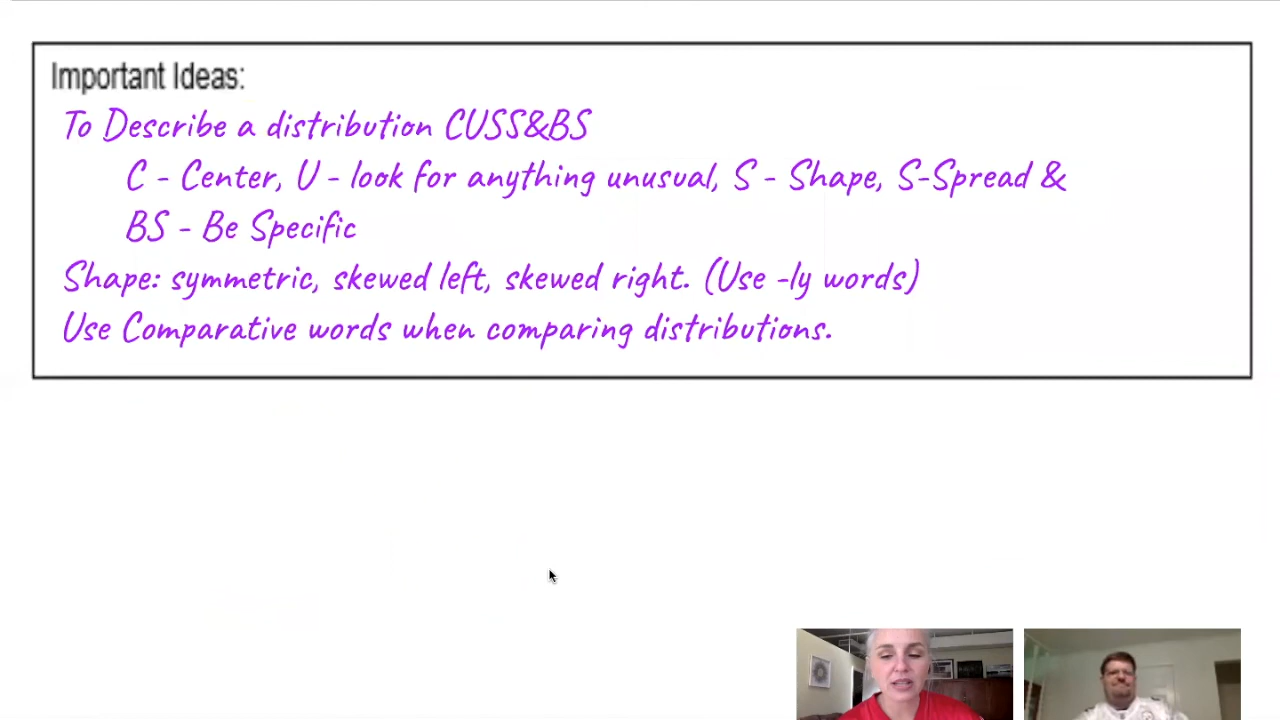 Important Ideas:
To Describe a distribution CUSS&BS
C - Center, U - look for anything unusual, S - Shape, S-Spread &
BS - Be Specific
Shape: symmetric, skewed left, skewed right. (Use -ly words)
Use Comparative words when comparing distributions.